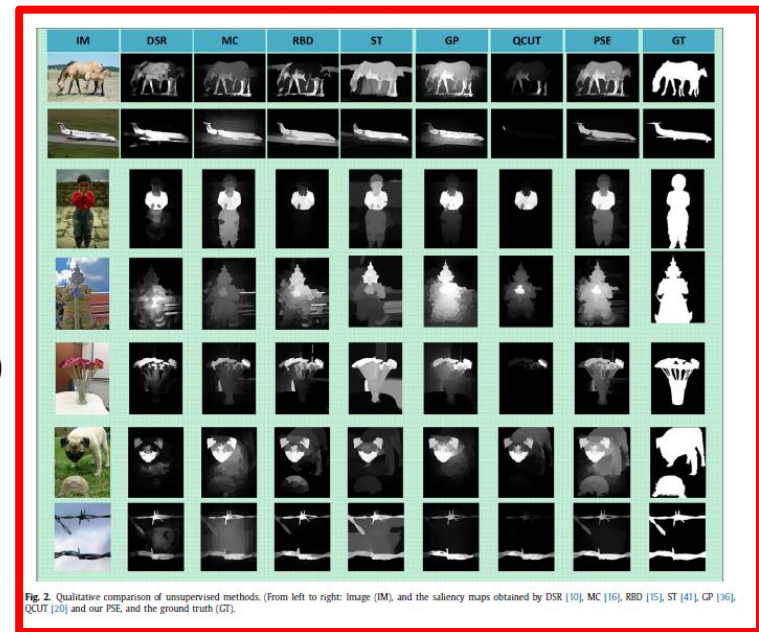 IM DSR MC RBD ST GP QCUT PSE GT
Fig. 2. Qualitative comparison of unsupervised methods, (From left to right: Image (IM), and the saliency maps obtained by DSR [10], MC [16], RBD [15], ST [41], GP [36],
QCUT [20] and our PSE, and the ground truth (GT).